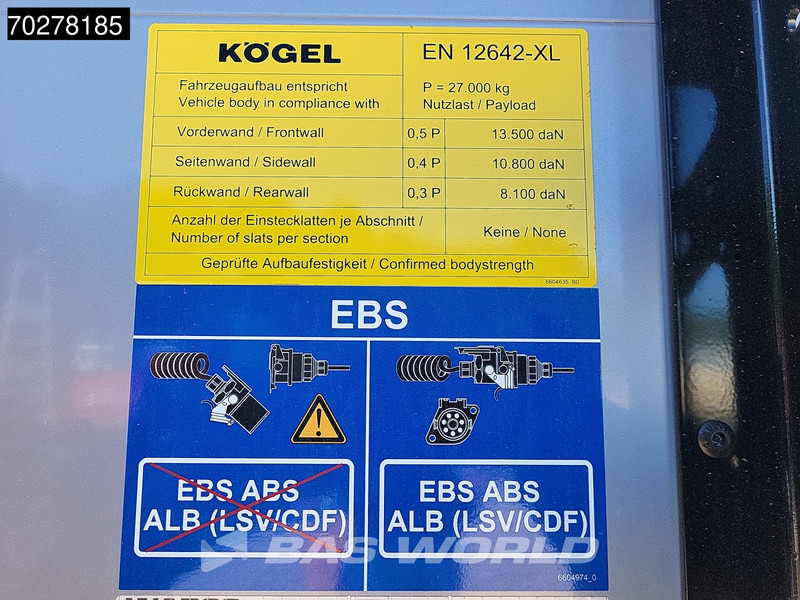 70278185
KÖGEL
EN 12642-XL
Fahrzeugaufbau entspricht
Vehicle body in compliance with
P = 27.000 kg
Nutzlast / Payload
Vorderwand / Frontwall 0,5 P 13.500 daN
Seitenwand / Sidewall 0,4 P 10.800 daN
Rückwand / Rearwall 0,3 P 8.100 daN
Anzahl der Einstecklatten je Abschnitt /
Number of slats per section
Keine / None
Geprüfte Aufbaufestigkeit / Confirmed bodystrength
6604635_B0
EBS
EBS ABS
ALB (LSV/CDF)
EBS ABS
ALB (LSV/CDF)
BAS WORLD
6604974_0